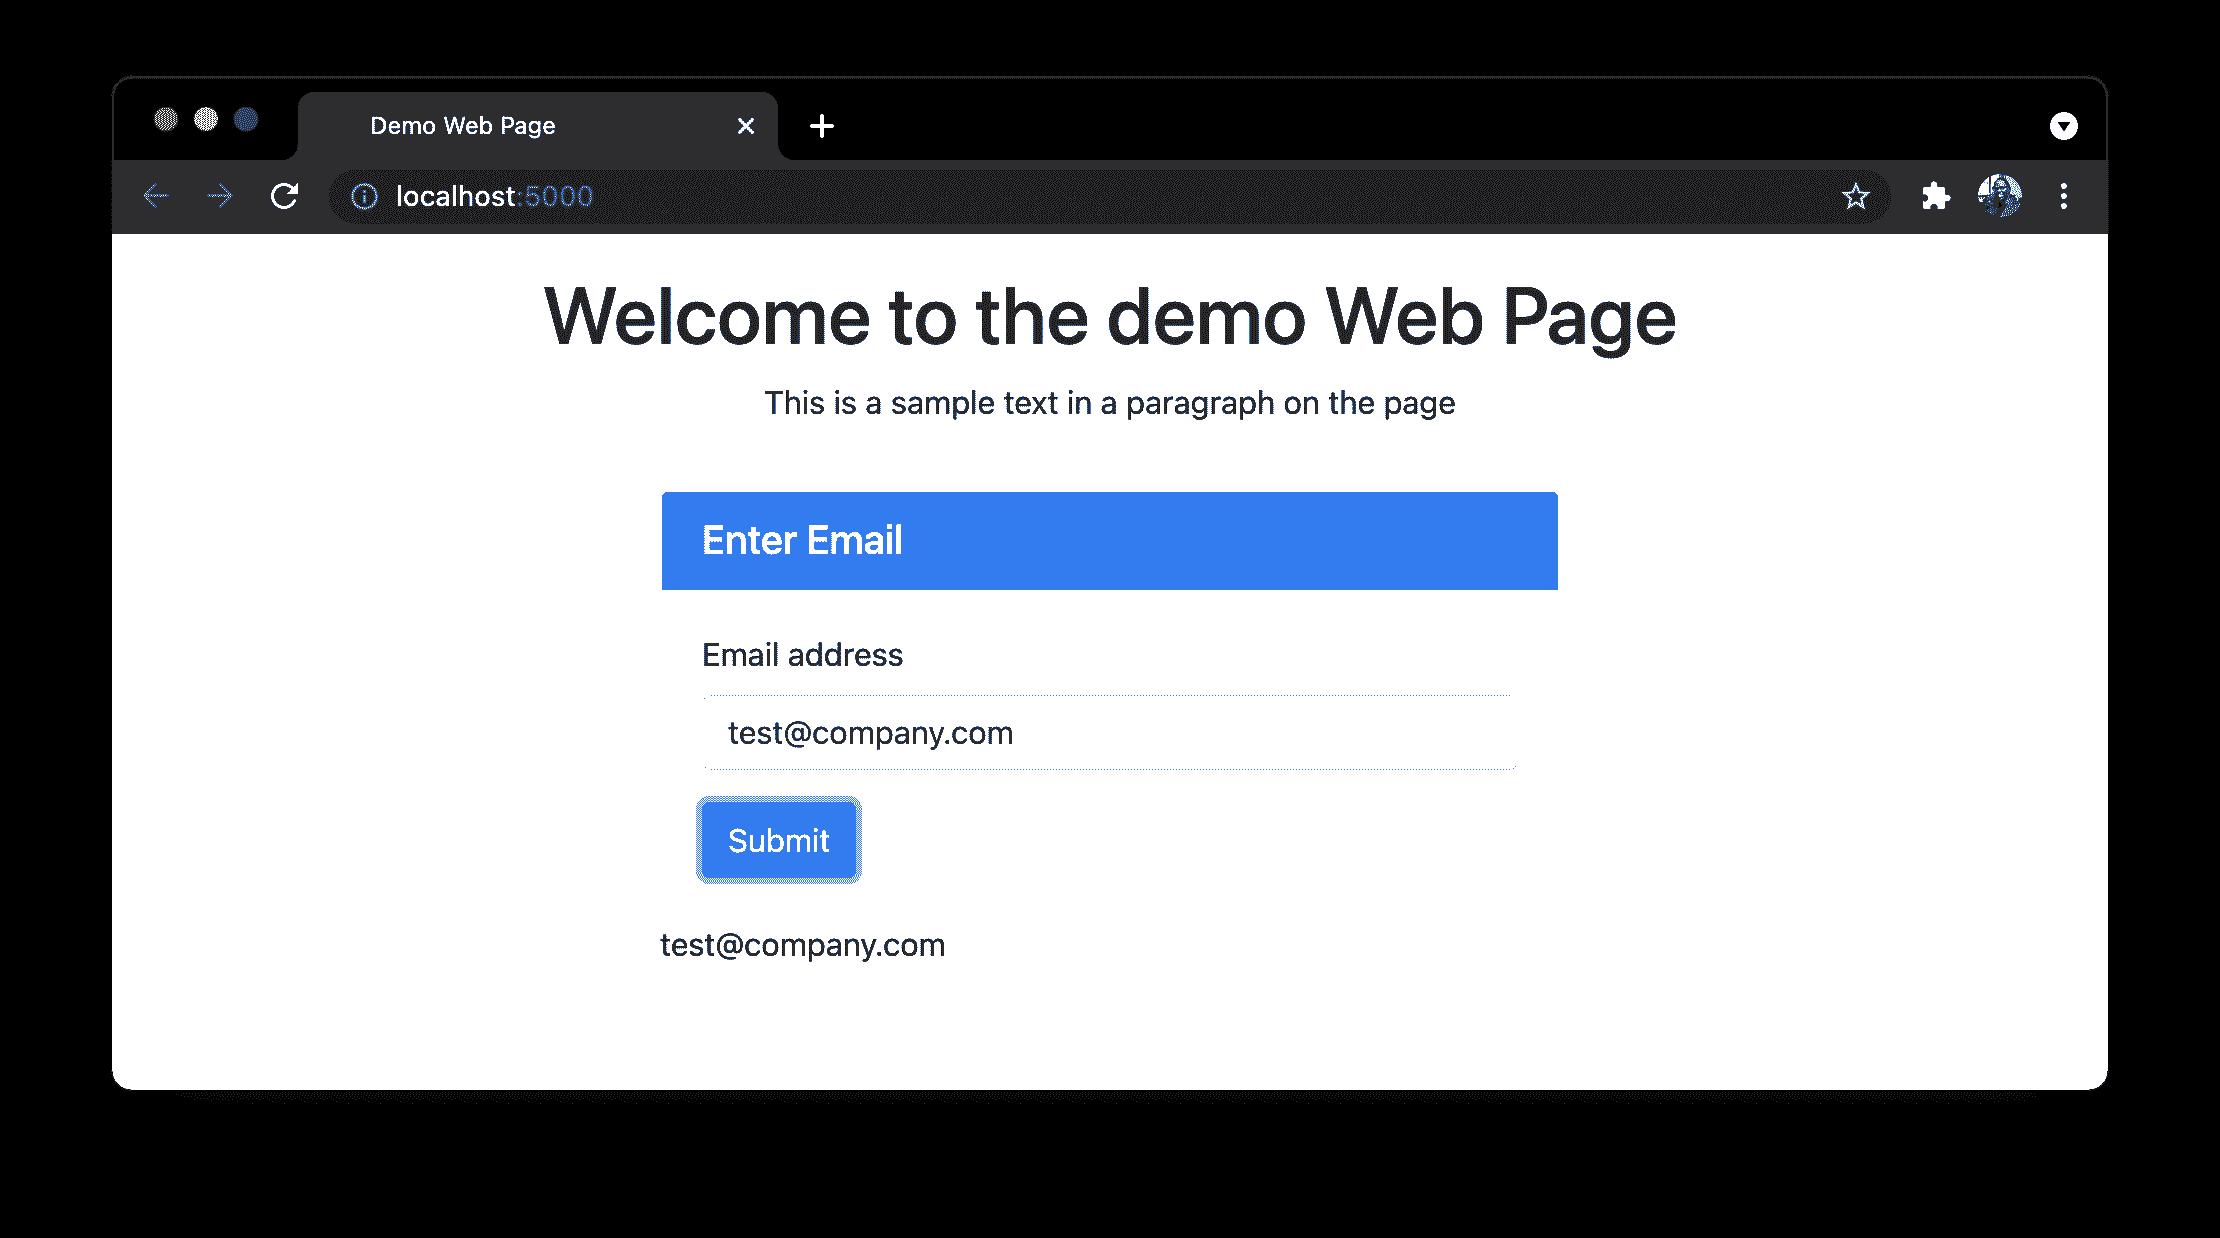 Demo Web Page
localhost:5000
Welcome to the demo Web Page
This is a sample text in a paragraph on the page
Enter Email
Email address
test@company.com
Submit
test@company.com